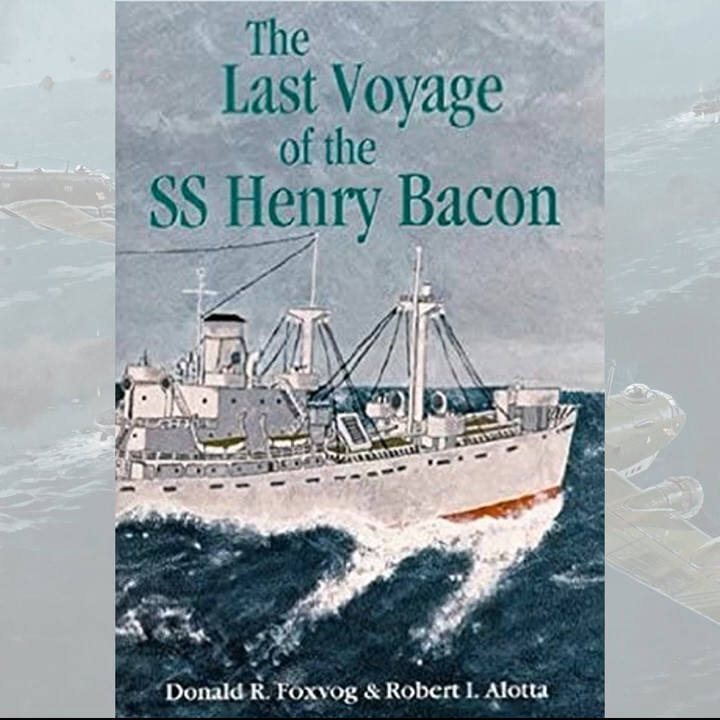 The
Last Voyage
of the
SS Henry Bacon
Donald R. Foxvog & Robert I. Alotta